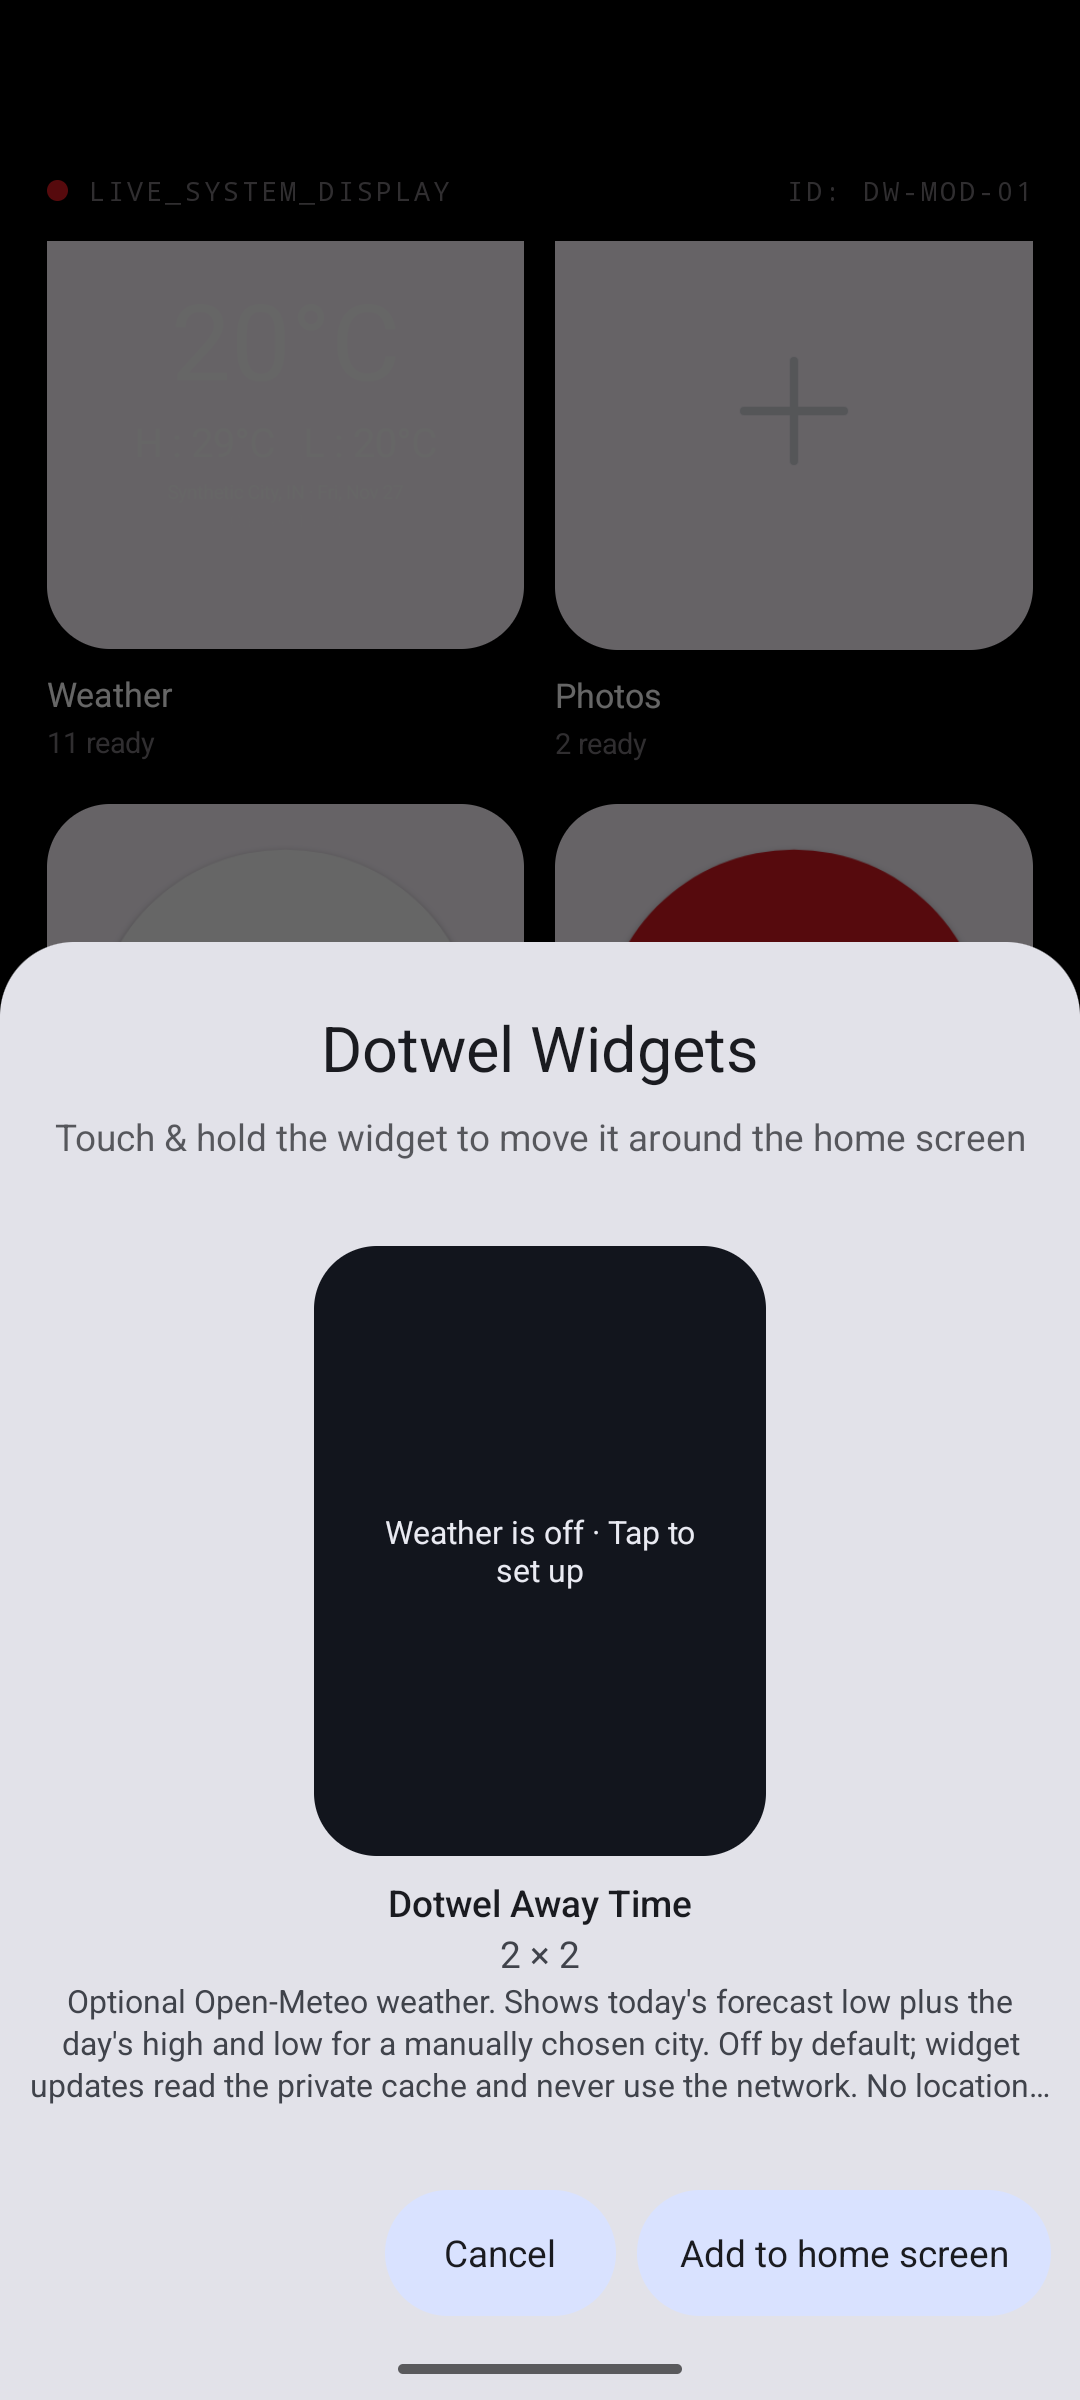 LIVE_SYSTEM_DISPLAY
ID: DW-MOD-01
20°C
H : 29°C L : 20°C
Weather
11 ready
Photos
2 ready
Dotwel Widgets
Touch & hold the widget to move it around the home screen
Weather is off · Tap to
set up
Dotwel Away Time
2 × 2
Optional Open-Meteo weather. Shows today's forecast low plus the
day's high and low for a manually chosen city. Off by default; widget
updates read the private cache and never use the network. No location…
Cancel
Add to home screen